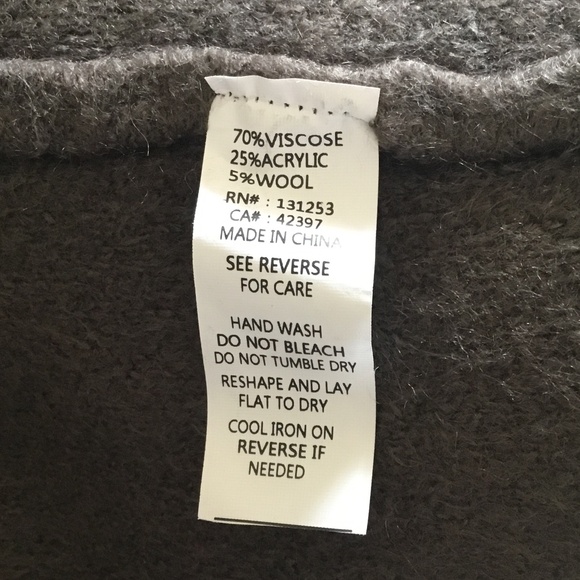 70%VISCOSE
25%ACRYLIC
5%WOOL
RN# : 131253
CA# : 42397
MADE IN CHINA
SEE REVERSE
FOR CARE
HAND WASH
DO NOT BLEACH
DO NOT TUMBLE DRY
RESHAPE AND LAY
FLAT TO DRY
COOL IRON ON
REVERSE IF
NEEDED